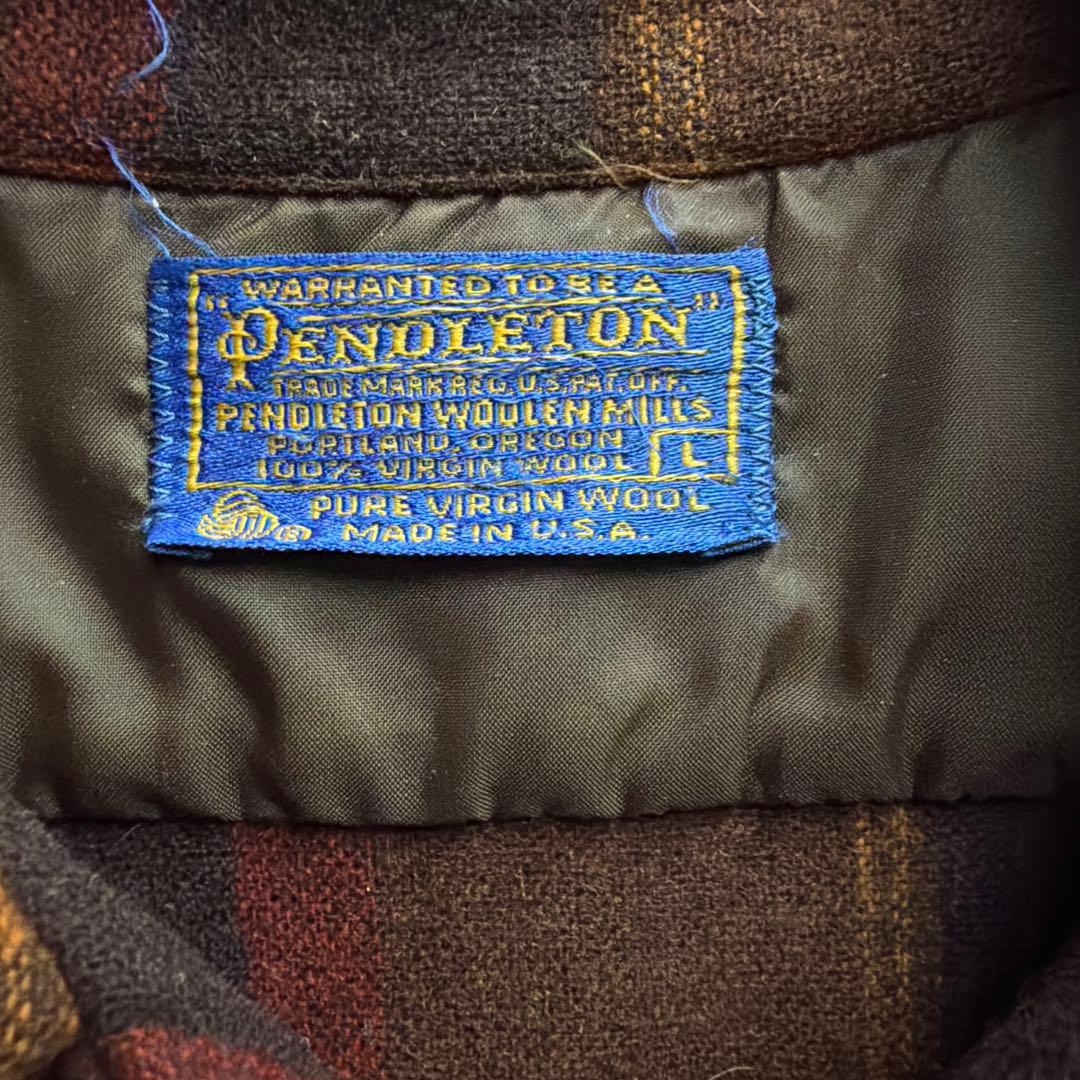 WARRANTED TO BE A
"PENDLETON"
TRADE MARK REG. U.S. PAT. OFF.
PENDLETON WOOLEN MILLS
PORTLAND, OREGON
100% VIRGIN WOOL L
PURE VIRGIN WOOL
® MADE IN U.S.A.